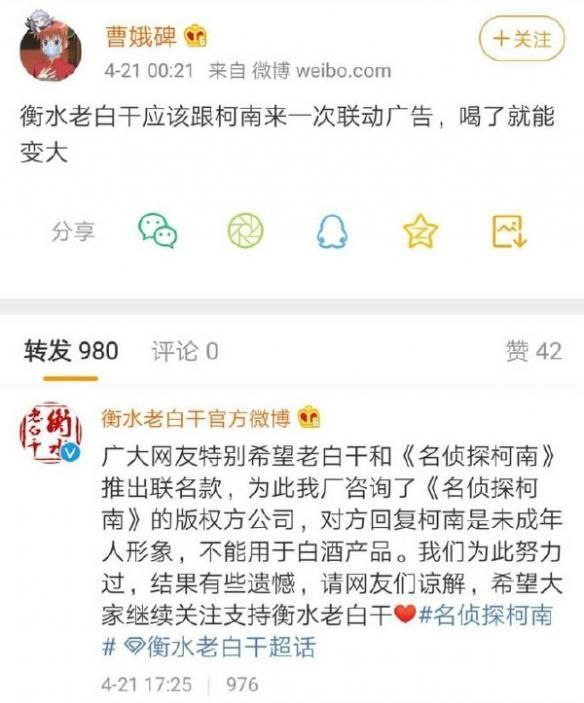 曹娥碑
+关注
4-21 00:21 来自 微博 weibo.com
衡水老白干应该跟柯南来一次联动广告，喝了就能
变大
分享
转发 980 评论 0 赞 42
衡水老白干
衡水老白干官方微博
广大网友特别希望老白干和《名侦探柯南》
推出联名款，为此我厂咨询了《名侦探柯
南》的版权方公司，对方回复柯南是未成年
人形象，不能用于白酒产品。我们为此努力
过，结果有些遗憾，请网友们谅解，希望大
家继续关注支持衡水老白干❤️#名侦探柯南
# 衡水老白干超话
4-21 17:25 | 976